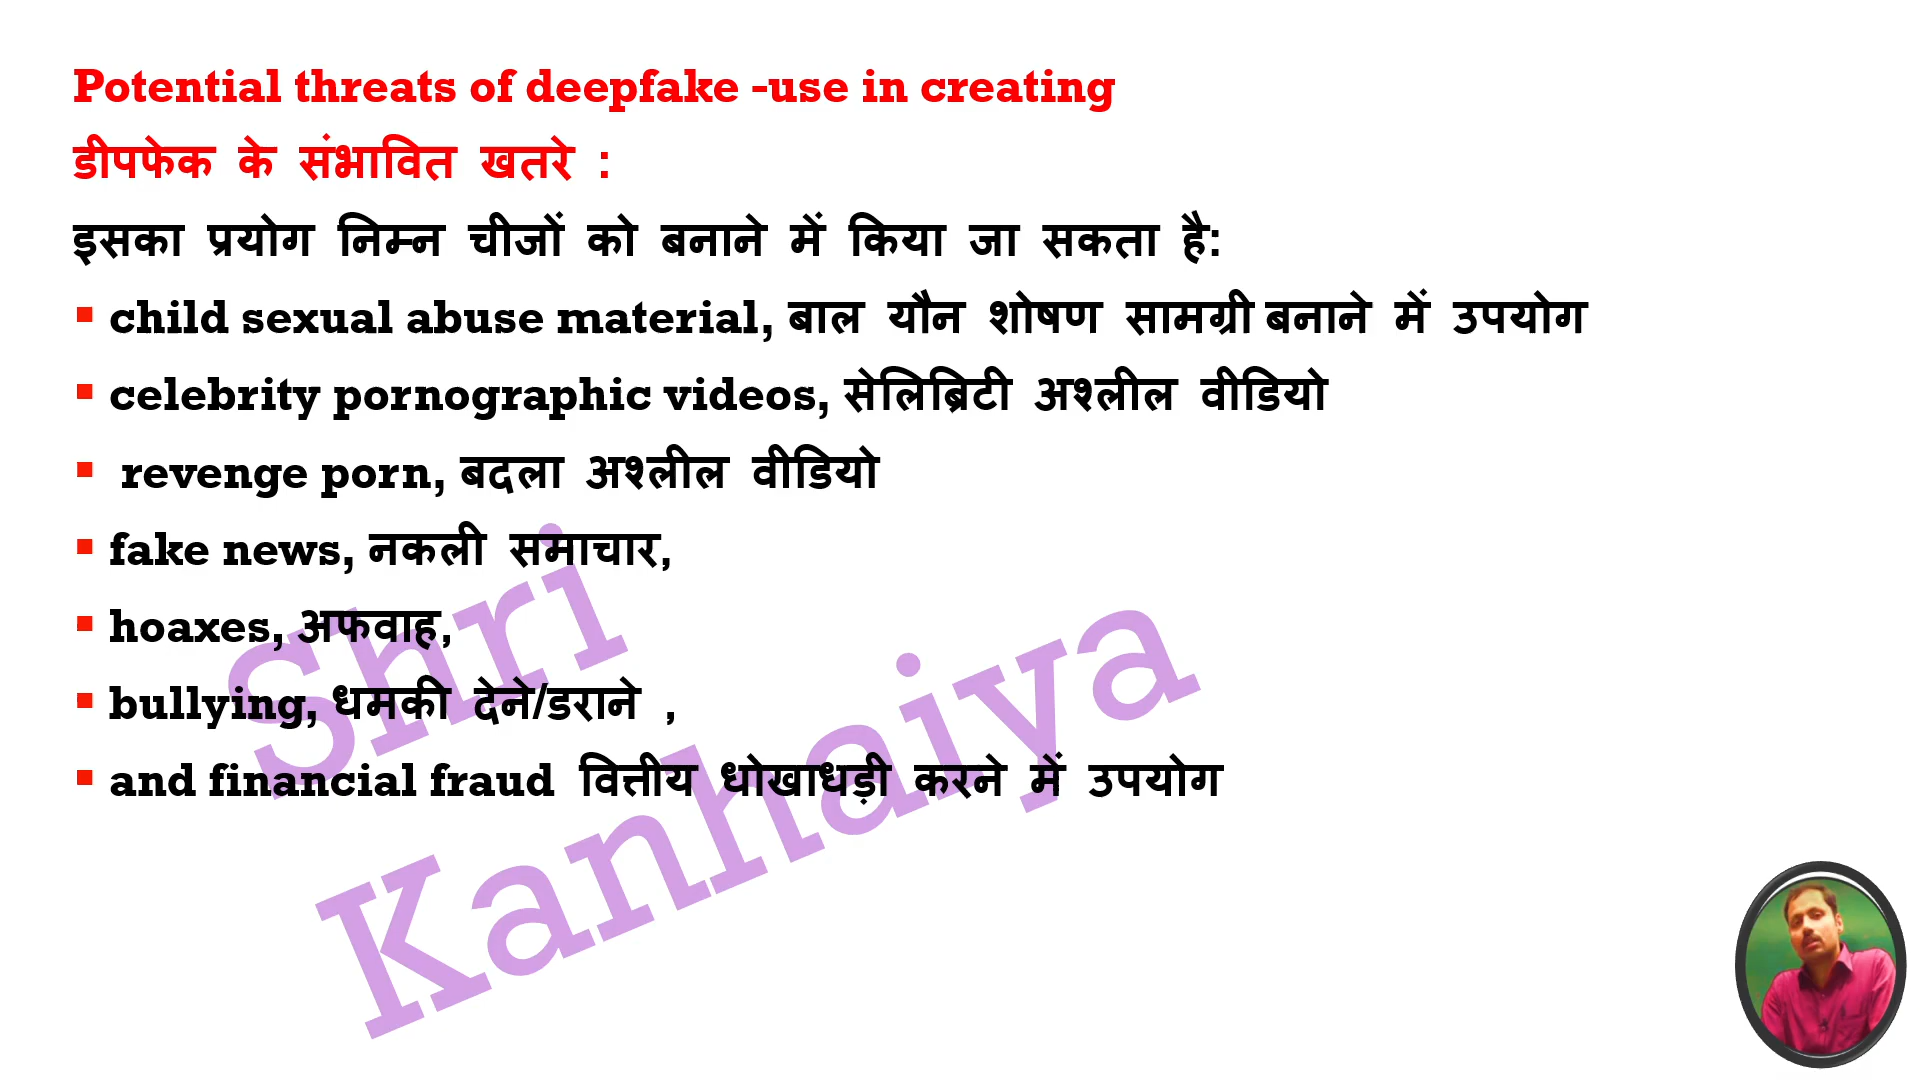 Potential threats of deepfake -use in creating
डीपफेक के संभावित खतरे :
इसका प्रयोग निम्न चीजों को बनाने में किया जा सकता है:
▪ child sexual abuse material, बाल यौन शोषण सामग्री बनाने में उपयोग
▪ celebrity pornographic videos, सेलिब्रिटी अश्लील वीडियो
▪ revenge porn, बदला अश्लील वीडियो
▪ fake news, नकली समाचार,
▪ hoaxes, अफवाह,
▪ bullying, धमकी देने/डराने ,
▪ and financial fraud वित्तीय धोखाधड़ी करने में उपयोग
Shri
Kanhaiya